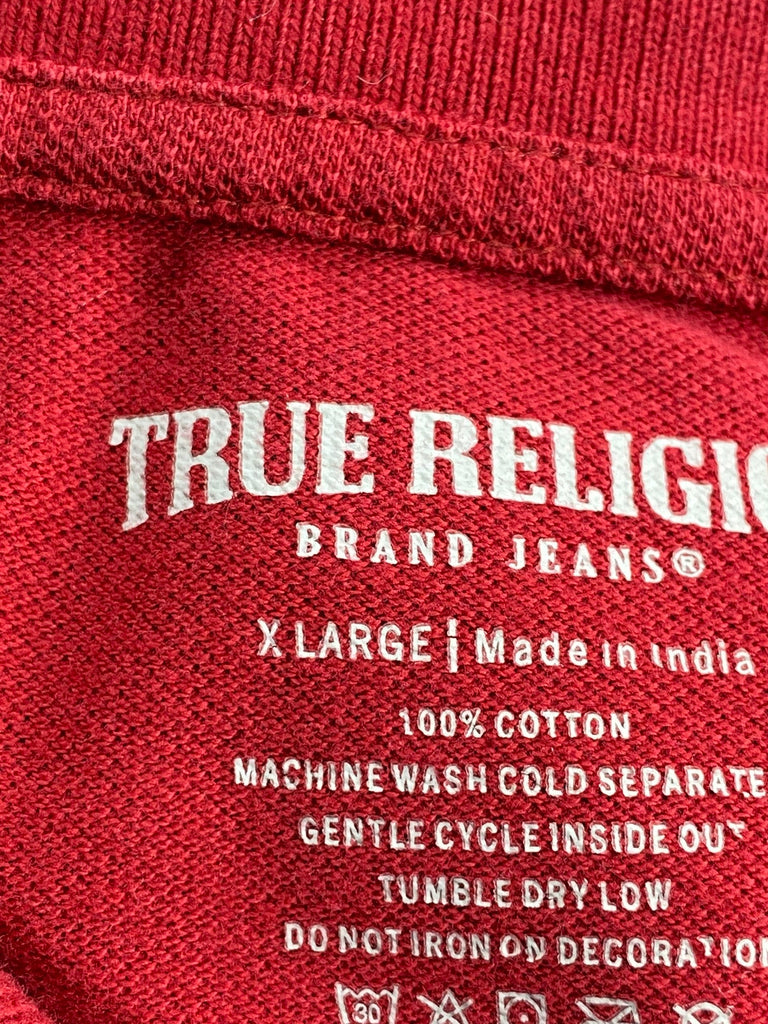 TRUE RELIGIO
BRAND JEANS®
X LARGE | Made in India
100% COTTON
MACHINE WASH COLD SEPARATE
GENTLE CYCLE INSIDE OUT
TUMBLE DRY LOW
DO NOT IRON ON DECORATION
30